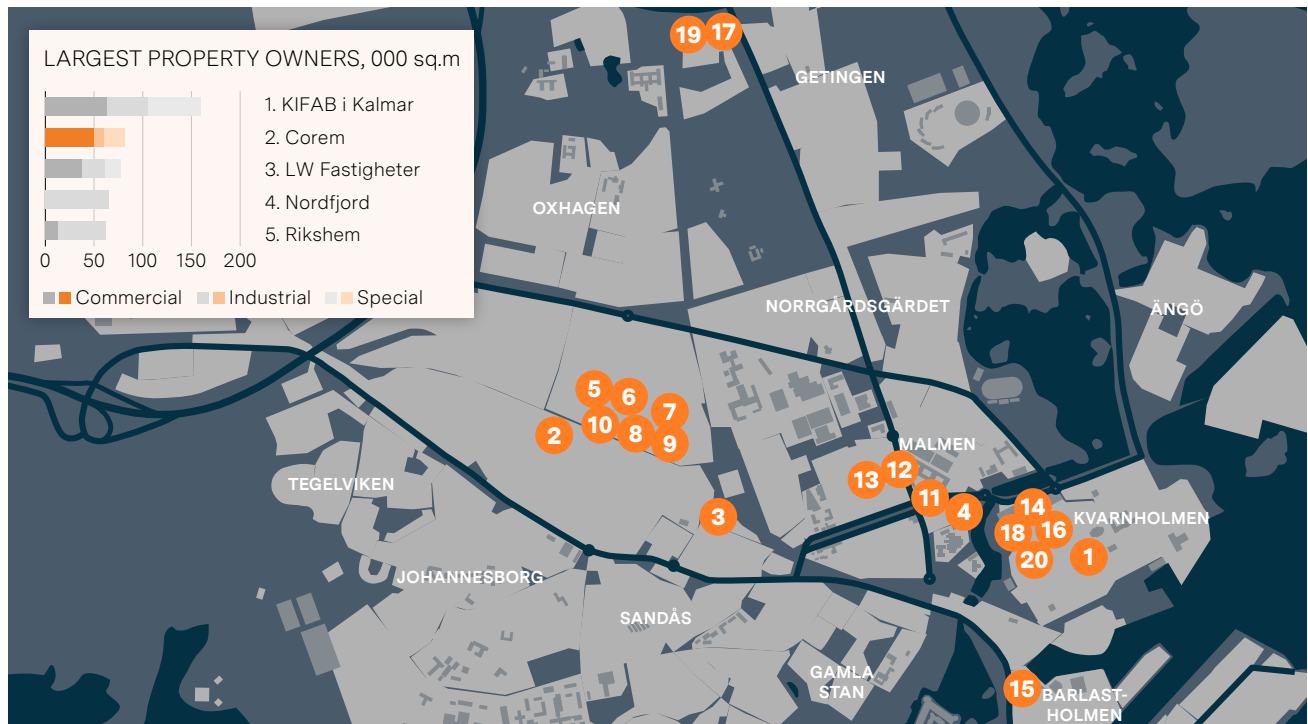 LARGEST PROPERTY OWNERS, 000 sq.m
1. KIFAB i Kalmar
2. Corem
3. LW Fastigheter
4. Nordfjord
5. Rikshem
0 50 100 150 200
Commercial Industrial Special
19 17
GETINGEN
OXHAGEN
NORRGÅRDSGÄRDET
ÄNGÖ
5 6
7
10 8
2 9
MALMEN
12
13
TEGELVIKEN
11
4 14
3
KVARNHOLMEN
18 16
20 1
JOHANNESBORG
SANDÅS
GAMLA
STAN
15
BARLAST-
HOLMEN